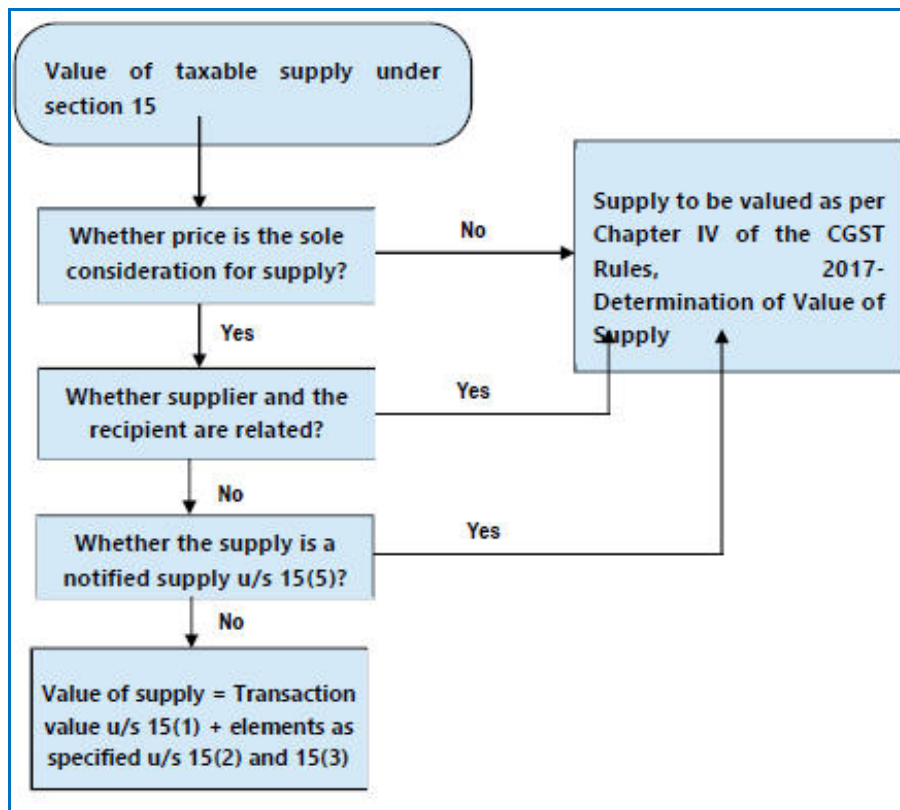 Value of taxable supply under
section 15
Whether price is the sole
consideration for supply?
No
Supply to be valued as per
Chapter IV of the CGST
Rules, 2017-
Determination of Value of
Supply
Yes
Whether supplier and the
recipient are related?
Yes
No
Whether the supply is a
notified supply u/s 15(5)?
Yes
No
Value of supply = Transaction
value u/s 15(1) + elements as
specified u/s 15(2) and 15(3)